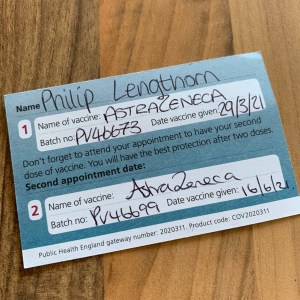 Name Philip Lenathorn
1 Name of vaccine: ASTRAZENECA
Batch no: PV46673 Date vaccine given: 29/3/21
Don't forget to attend your appointment to have your second
dose of vaccine. You will have the best protection after two doses.
Second appointment date:
2 Name of vaccine: AstraZeneca
Batch no: PV46699 Date vaccine given: 16/6/21
Public Health England gateway number: 2020311. Product code: COV2020311